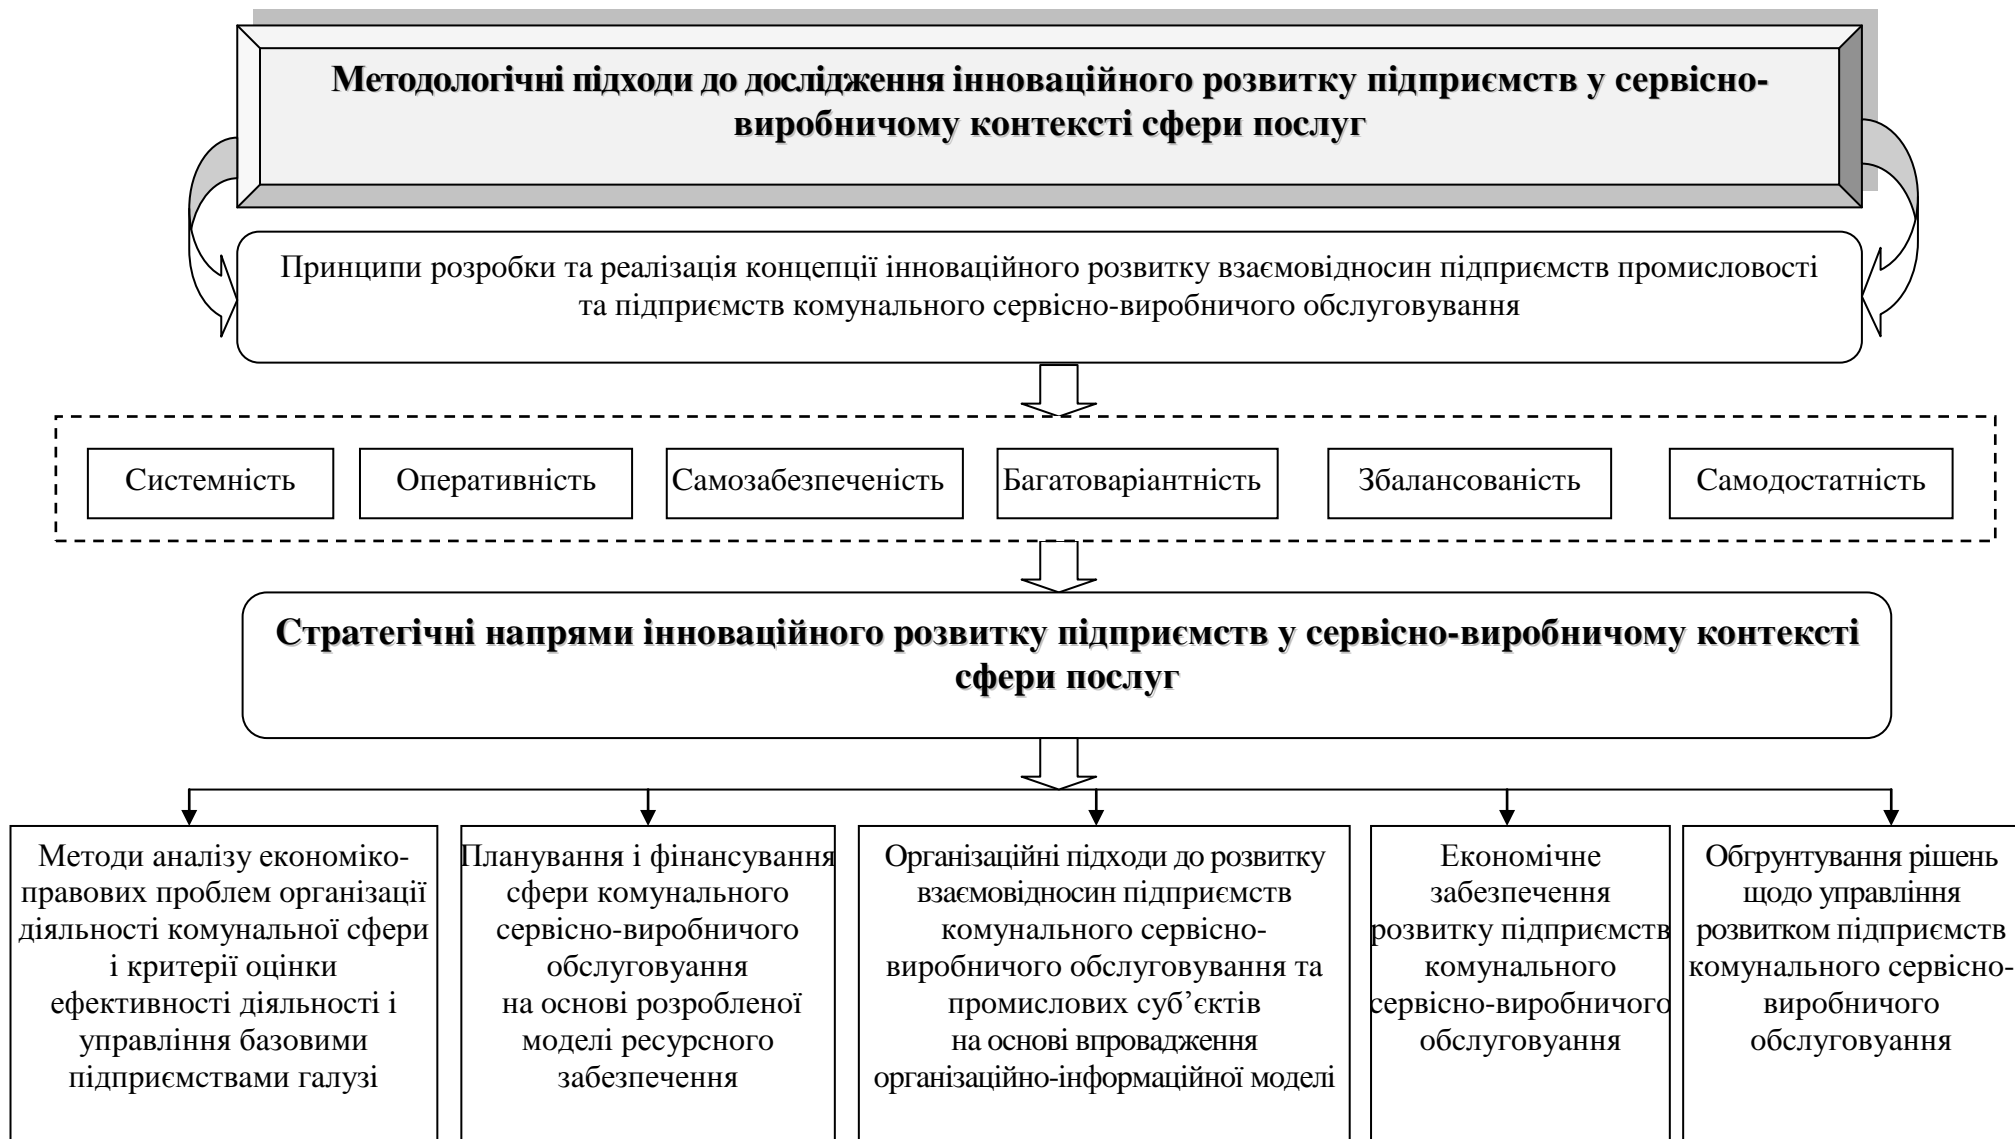 Методологічні підходи до дослідження інноваційного розвитку підприємств у сервісно-
виробничому контексті сфери послуг
Принципи розробки та реалізація концепції інноваційного розвитку взаємовідносин підприємств промисловості
та підприємств комунального сервісно-виробничого обслуговування
Системність
Оперативність
Самозабезпеченість
Багатоваріантність
Збалансованість
Самодостатність
Стратегічні напрями інноваційного розвитку підприємств у сервісно-виробничому контексті
сфери послуг
Методи аналізу економіко-
правових проблем організації
діяльності комунальної сфери
і критерії оцінки
ефективності діяльності і
управління базовими
підприємствами галузі
Планування і фінансування
сфери комунального
сервісно-виробничого
обслуговуання
на основі розробленої
моделі ресурсного
забезпечення
Організаційні підходи до розвитку
взаємовідносин підприємств
комунального сервісно-
виробничого обслуговування та
промислових суб’єктів
на основі впровадження
організаційно-інформаційної моделі
Економічне
забезпечення
розвитку підприємств
комунального
сервісно-виробничого
обслуговуання
Обгрунтування рішень
щодо управління
розвитком підприємств
комунального сервісно-
виробничого
обслуговуання